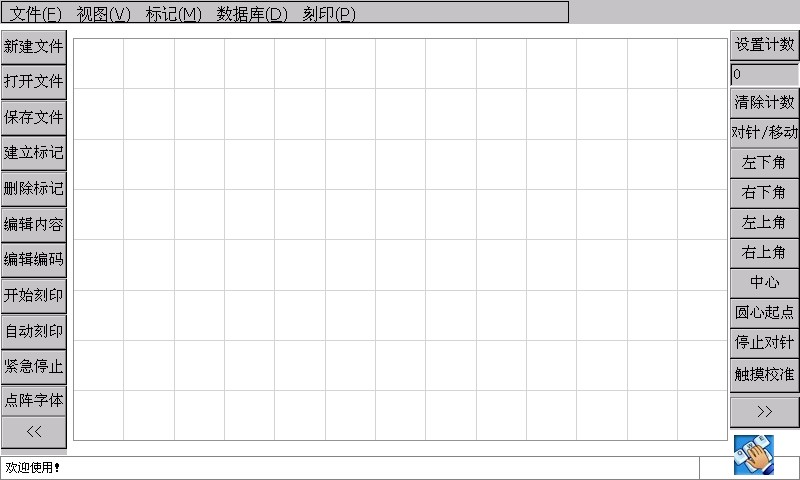 文件(F) 视图(V) 标记(M) 数据库(D) 刻印(P)
新建文件
打开文件
保存文件
建立标记
删除标记
编辑内容
编辑编码
开始刻印
自动刻印
紧急停止
点阵字体
<<
设置计数
0
清除计数
对针/移动
左下角
右下角
左上角
右上角
中心
圆心起点
停止对针
触摸校准
>>
欢迎使用!